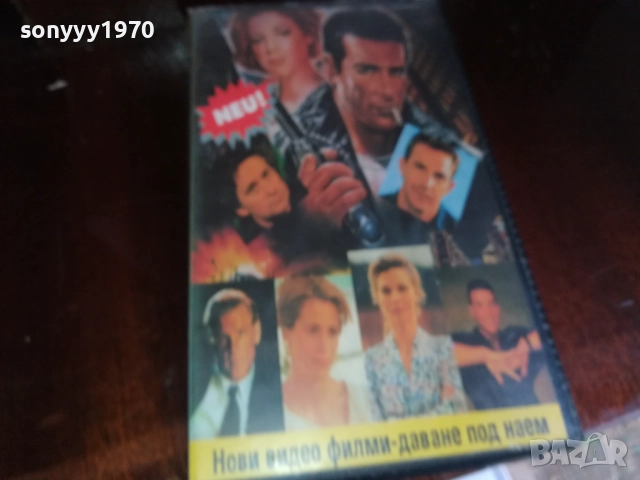 sonyyy1970
NEU!
Нови видео филми-даване под наем
BAZAR